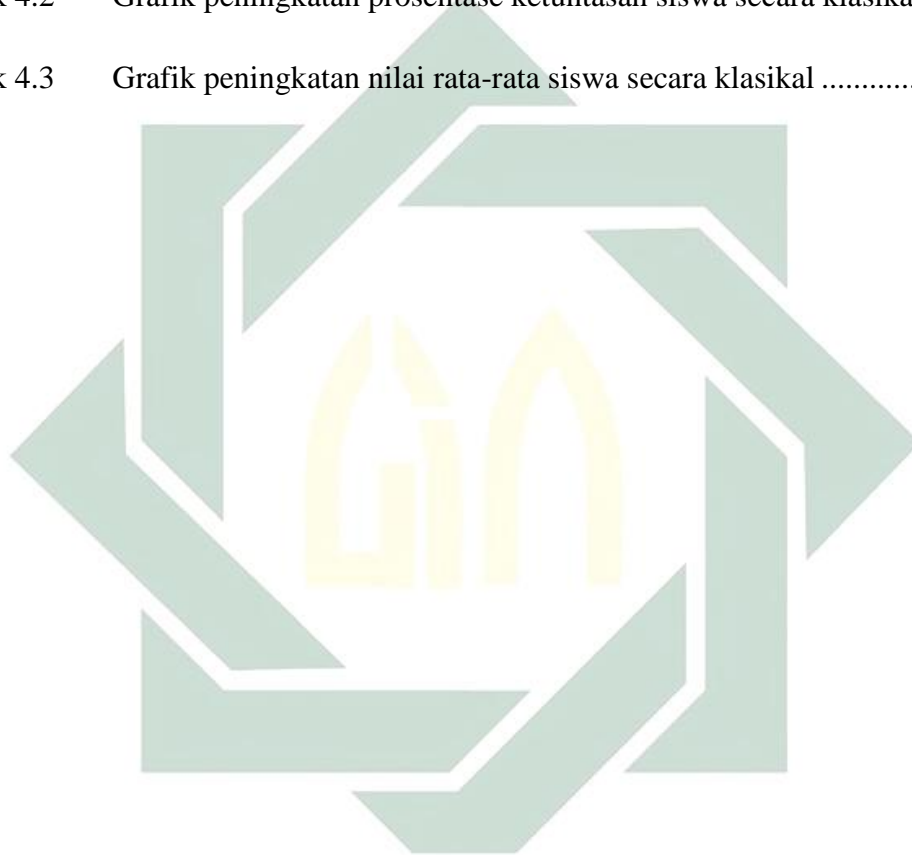 k 4.2 Grafik peningkatan prosentase ketuntasan siswa secara klasika
k 4.3 Grafik peningkatan nilai rata-rata siswa secara klasikal ............